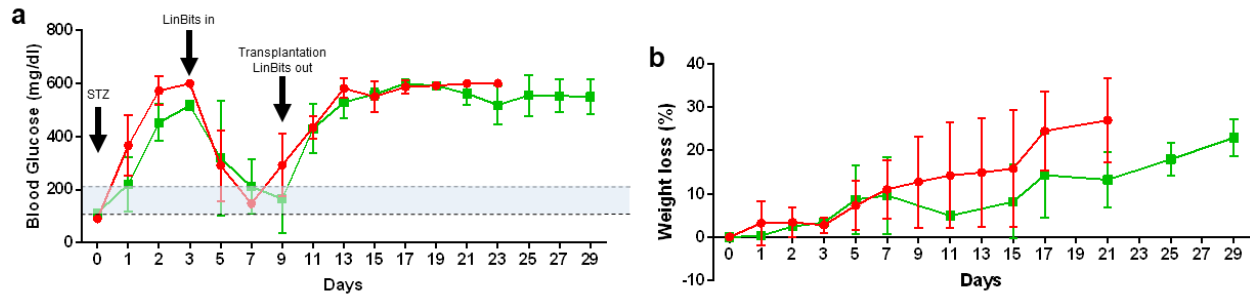 a
LinBits in
Transplantation
LinBits out
STZ
Blood Glucose (mg/dl)
800
600
400
200
0
0 1 2 3 5 7 9 11 13 15 17 19 21 23 25 27 29
Days
b
Weight loss (%)
40
30
20
10
0
-10
0 1 2 3 5 7 9 11 13 15 17 19 21 23 25 27 29
Days